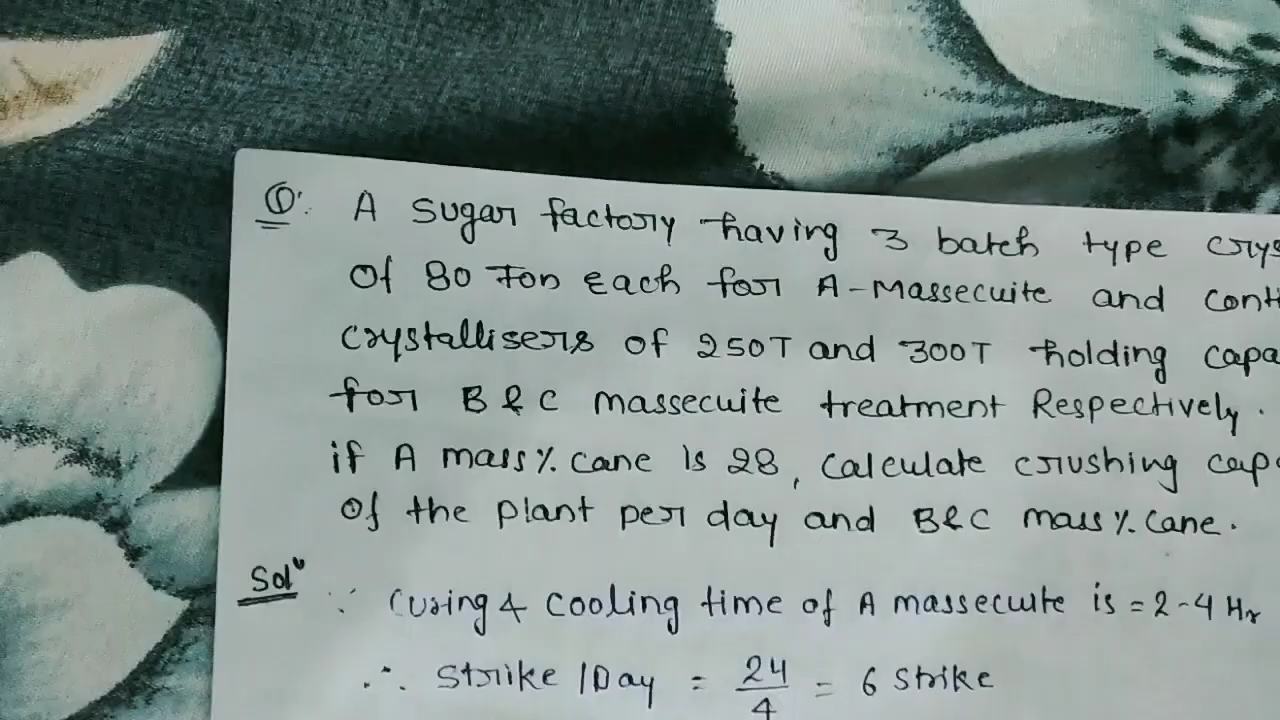 Q. A Sugar factory having 3 batch type crys
Of 80 Ton Each for A-Massecuite and conti
crystallisers of 250T and 300T holding capa
for B & C massecuite treatment Respectively.
if A mass % cane is 28, calculate crushing cap
Of the plant per day and B&C mass % cane.
Solⁿ ∵ Curing & cooling time of A massecuite is = 2-4 Hr
∴ Strike /Day = 24/4 = 6 Strike